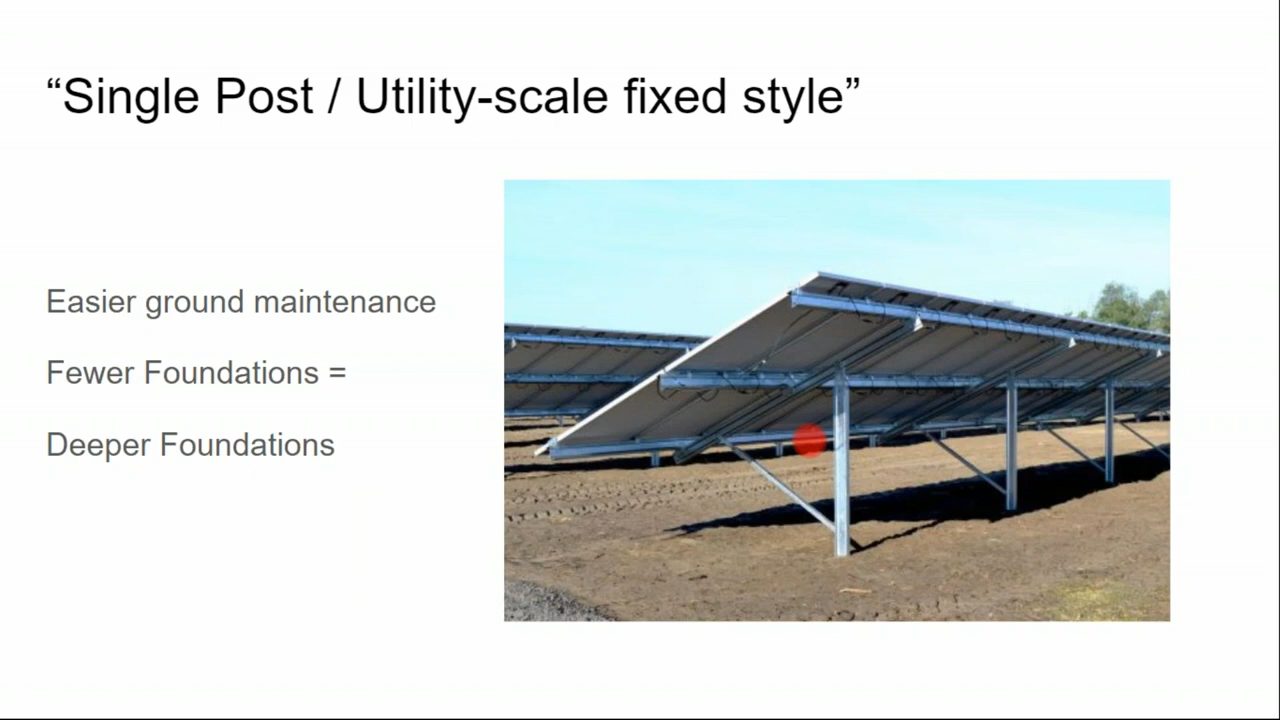 “Single Post / Utility-scale fixed style”
Easier ground maintenance
Fewer Foundations =
Deeper Foundations